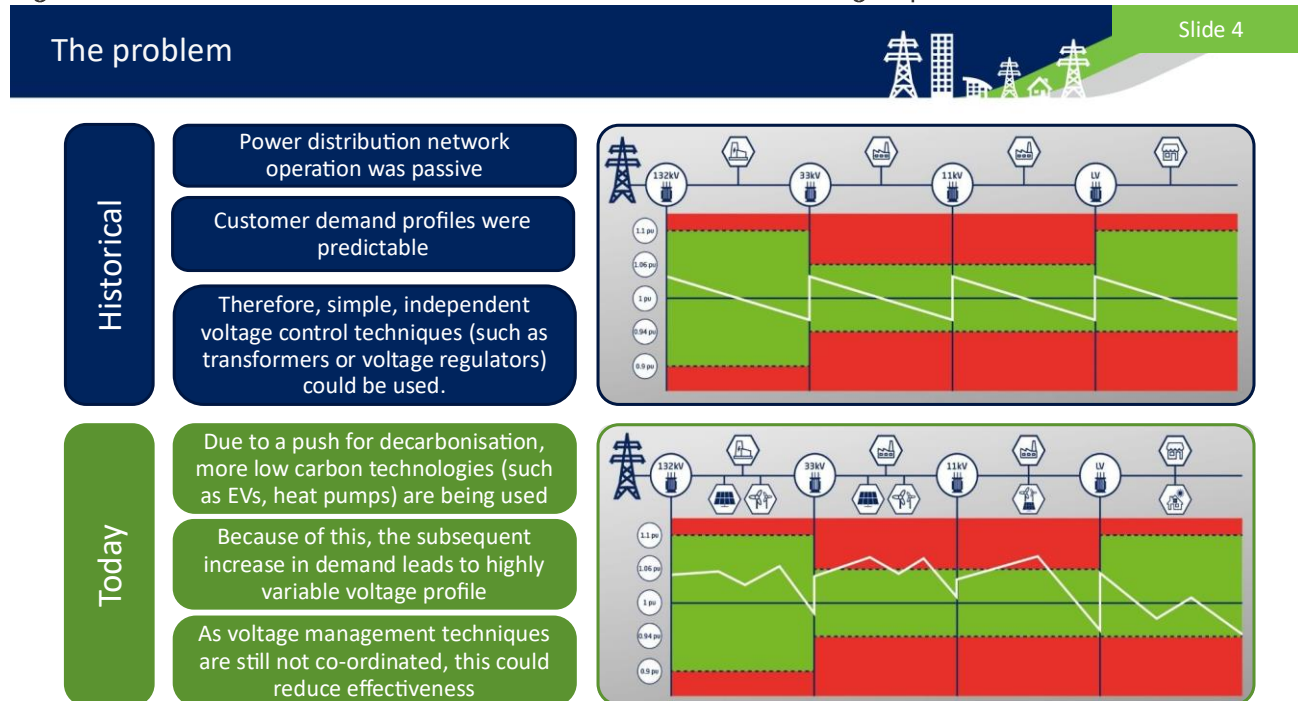 The problem
Slide 4
Historical
Power distribution network
operation was passive
Customer demand profiles were
predictable
Therefore, simple, independent
voltage control techniques (such as
transformers or voltage regulators)
could be used.
132kV
33kV
11kV
LV
1.1 pu
1.06 pu
1 pu
0.94 pu
0.9 pu
Today
Due to a push for decarbonisation,
more low carbon technologies (such
as EVs, heat pumps) are being used
Because of this, the subsequent
increase in demand leads to highly
variable voltage profile
As voltage management techniques
are still not co-ordinated, this could
reduce effectiveness
132kV
33kV
11kV
LV
1.1 pu
1.06 pu
1 pu
0.94 pu
0.9 pu